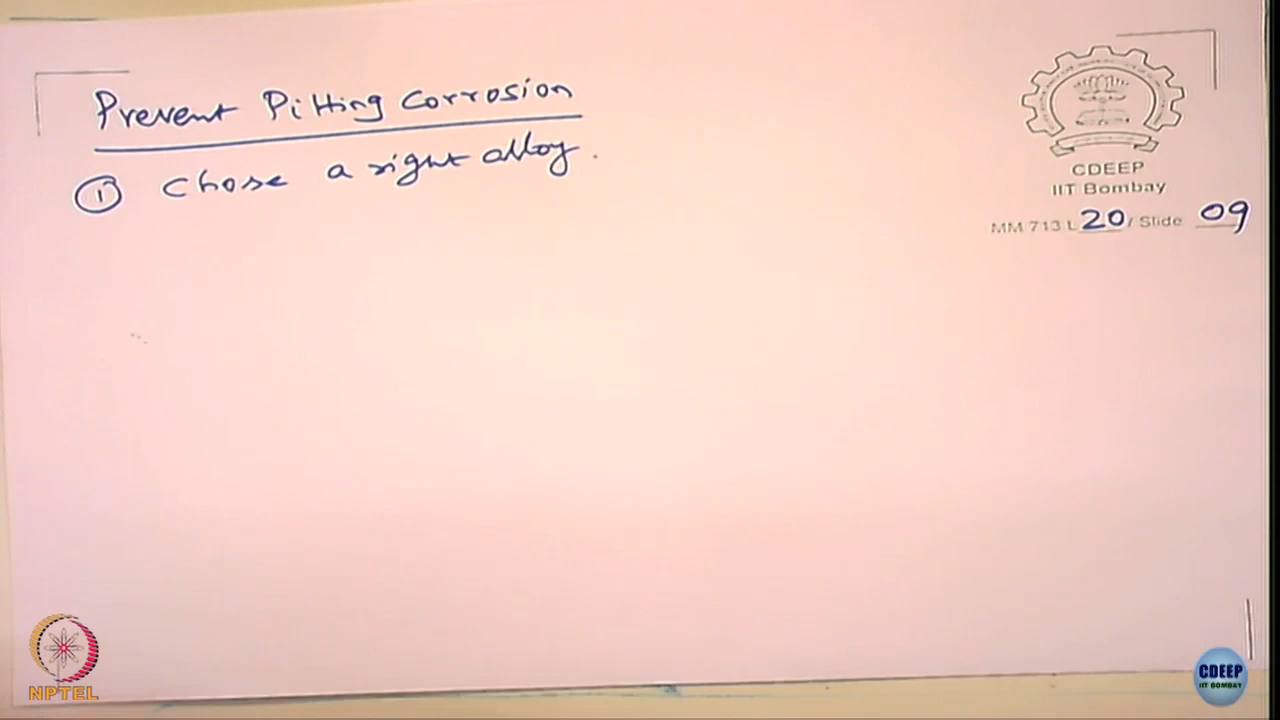 Prevent Pitting Corrosion
① Chose a right alloy.
CDEEP
IIT Bombay
MM 713 L 20 / Slide 09
NPTEL
CDEEP
IIT BOMBAY